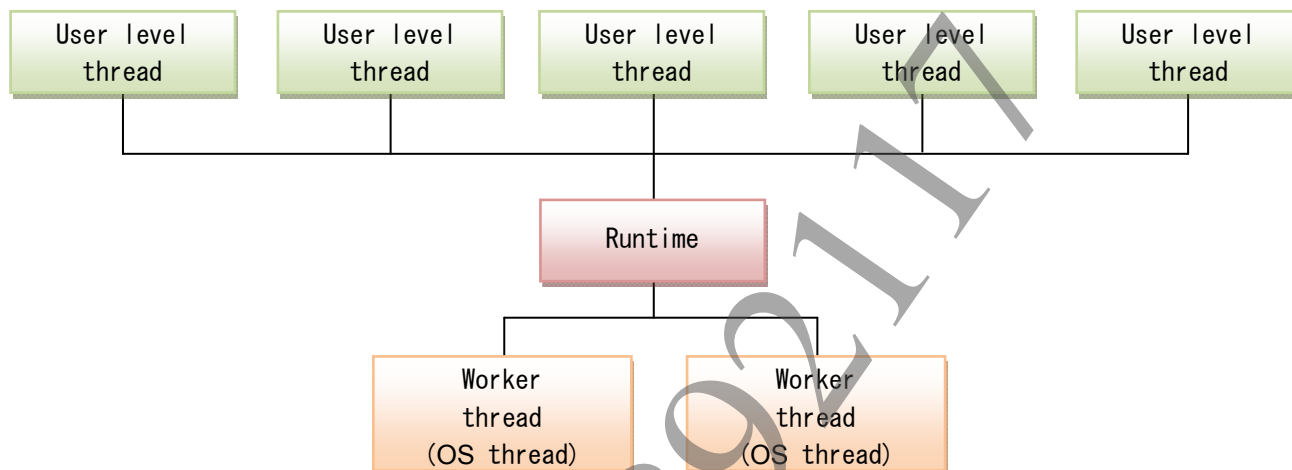 User level
thread
User level
thread
User level
thread
User level
thread
User level
thread
Runtime
Worker
thread
(OS thread)
Worker
thread
(OS thread)
92117